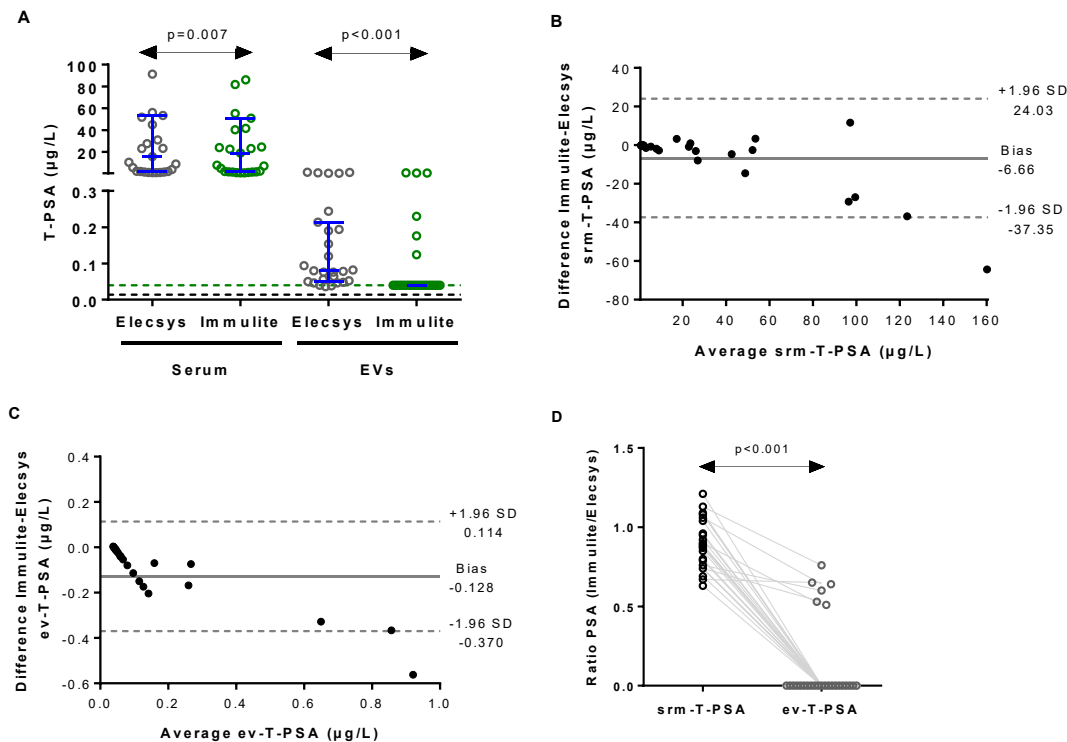 A
p=0.007
p<0.001
T-PSA (µg/L)
100
80
60
40
20
0.3
0.2
0.1
0.0
Elecsys
Immulite
Elecsys
Immulite
Serum
EVs
B
Difference Immulite-Elecsys
srm-T-PSA (µg/L)
40
20
0
-20
-40
-60
-80
+1.96 SD
24.03
Bias
-6.66
-1.96 SD
-37.35
20
40
60
80
100
120
140
160
Average srm-T-PSA (µg/L)
C
Difference Immulite-Elecsys
ev-T-PSA (µg/L)
0.4
0.2
0.0
-0.2
-0.4
-0.6
+1.96 SD
0.114
Bias
-0.128
-1.96 SD
-0.370
0.0
0.2
0.4
0.6
0.8
1.0
Average ev-T-PSA (µg/L)
D
p<0.001
Ratio PSA (Immulite/Elecsys)
1.5
1.0
0.5
0.0
srm-T-PSA
ev-T-PSA